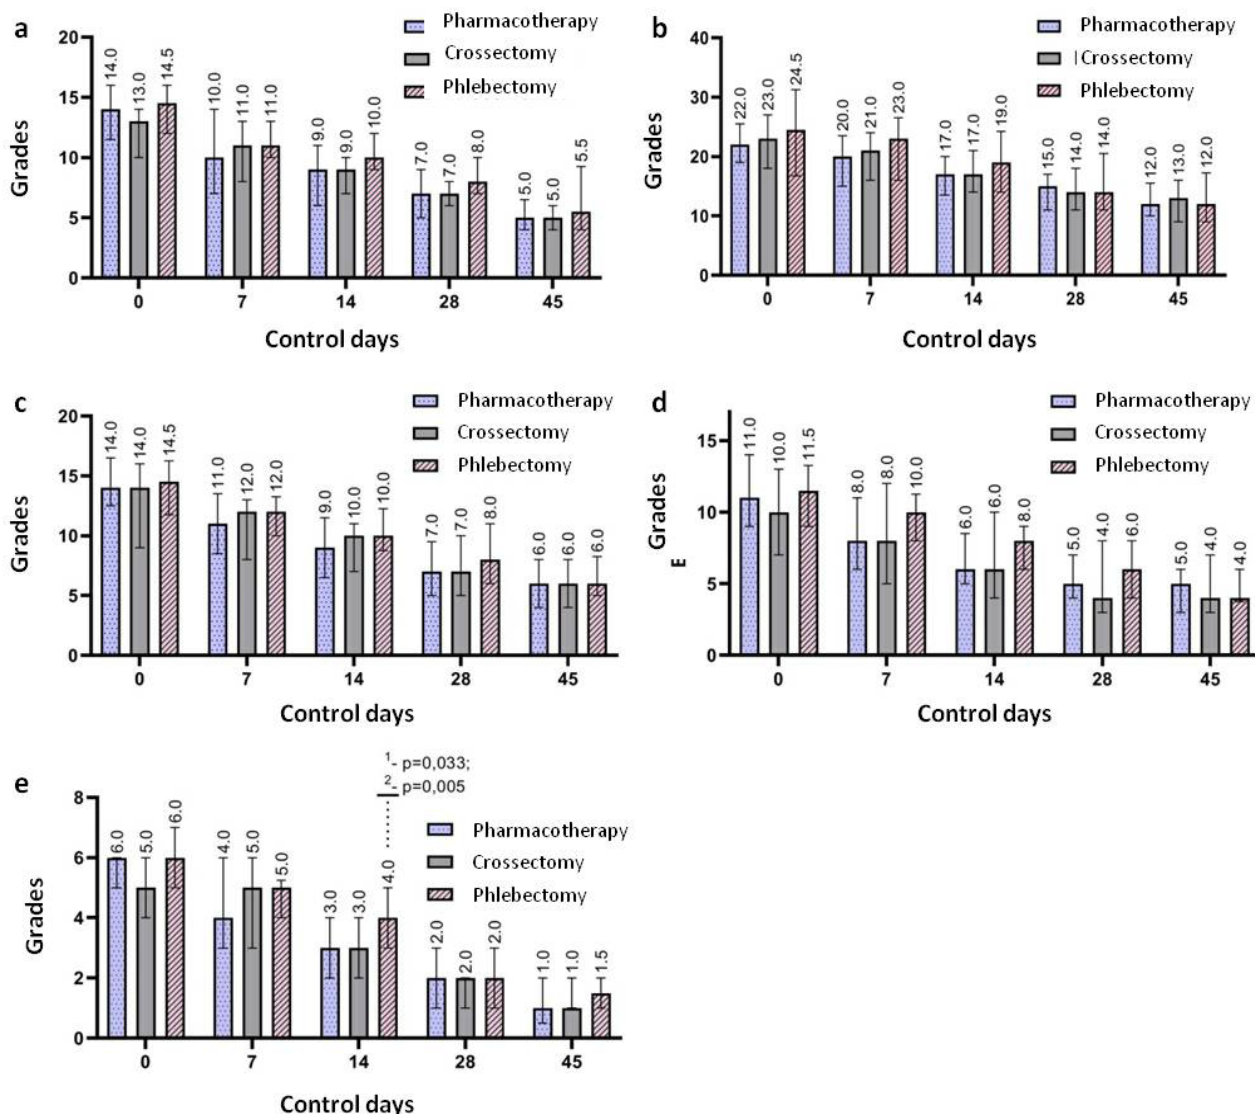 a
Pharmacotherapy
Crossectomy
Phlebectomy
20
15
10
5
0
Grades
14.0 13.0 14.5
10.0 11.0 11.0
9.0 9.0 10.0
7.0 7.0 8.0
5.0 5.0 5.5
0 7 14 28 45
Control days
b
Pharmacotherapy
Crossectomy
Phlebectomy
40
30
20
10
0
Grades
22.0 23.0 24.5
20.0 21.0 23.0
17.0 17.0 19.0
15.0 14.0 14.0
12.0 13.0 12.0
0 7 14 28 45
Control days
c
Pharmacotherapy
Crossectomy
Phlebectomy
20
15
10
5
0
Grades
14.0 14.0 14.5
11.0 12.0 12.0
9.0 10.0 10.0
7.0 7.0 8.0
6.0 6.0 6.0
0 7 14 28 45
Control days
d
Pharmacotherapy
Crossectomy
Phlebectomy
15
10
5
0
Grades
E
11.0 10.0 11.5
8.0 8.0 10.0
6.0 6.0 8.0
5.0 4.0 6.0
5.0 4.0 4.0
0 7 14 28 45
Control days
e
1- p=0,033;
2- p=0,005
Pharmacotherapy
Crossectomy
Phlebectomy
8
6
4
2
0
Grades
6.0 5.0 6.0
4.0 5.0 5.0
3.0 3.0 4.0
2.0 2.0 2.0
1.0 1.0 1.5
0 7 14 28 45
Control days